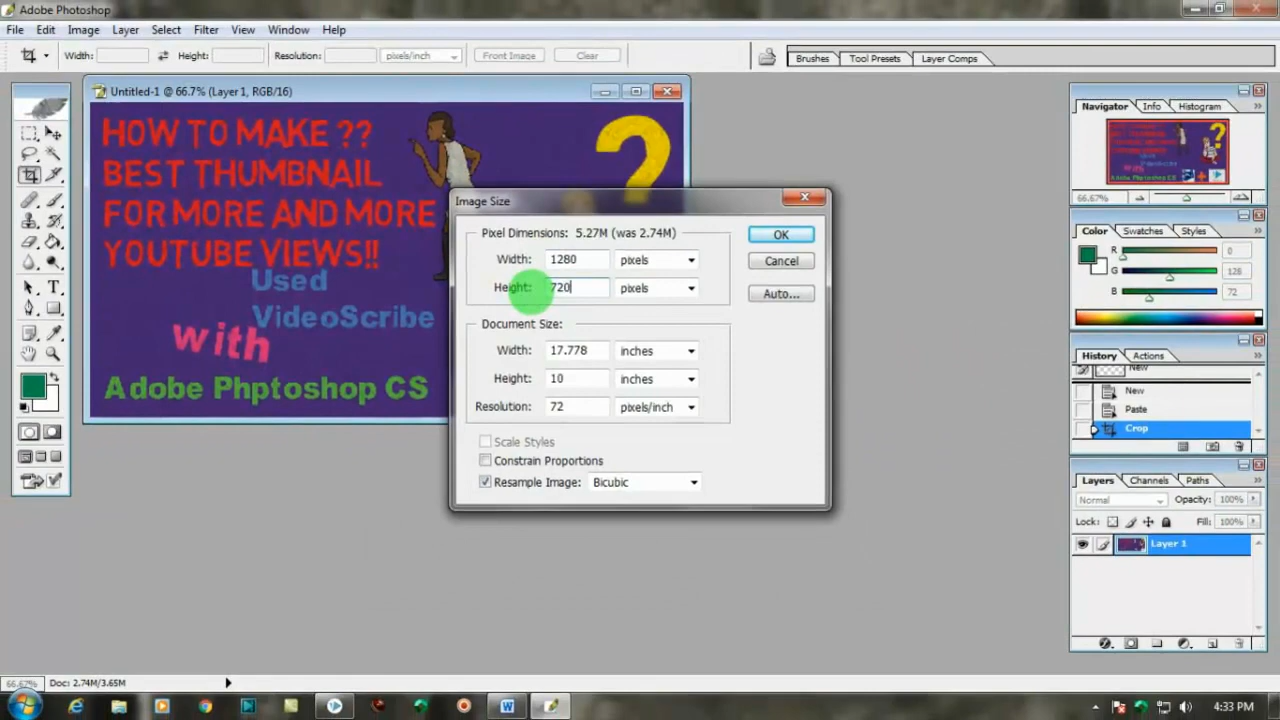 Adobe Photoshop
File Edit Image Layer Select Filter View Window Help
Width: Height: Resolution: pixels/inch Front Image Clear
Brushes Tool Presets Layer Comps
Untitled-1 @ 66.7% (Layer 1, RGB/16)
HOW TO MAKE ??
BEST THUMBNAIL
FOR MORE AND MORE
YOUTUBE VIEWS!!
Used
VideoScribe
with
Adobe Phptoshop CS
?
Image Size
Pixel Dimensions: 5.27M (was 2.74M)
Width: 1280 pixels
Height: 720 pixels
Document Size:
Width: 17.778 inches
Height: 10 inches
Resolution: 72 pixels/inch
Scale Styles
Constrain Proportions
Resample Image: Bicubic
OK
Cancel
Auto...
Navigator Info Histogram
66.67%
Color Swatches Styles
R 0
G 128
B 72
History Actions
New
New
Paste
Crop
Layers Channels Paths
Normal Opacity: 100%
Lock: Fill: 100%
Layer 1
66.67% Doc: 2.74M/3.65M
4:33 PM